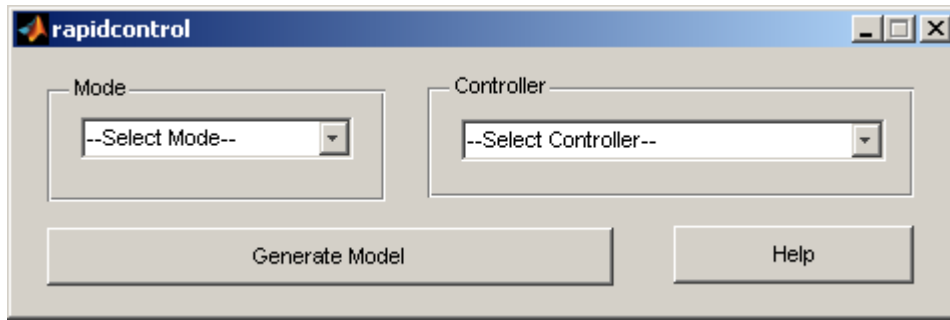 rapidcontrol
Mode
Controller
--Select Mode--
--Select Controller--
Generate Model
Help